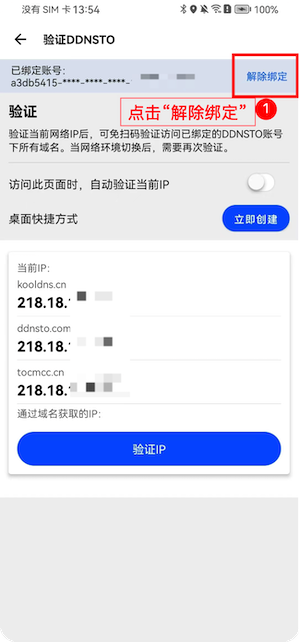 没有 SIM 卡 13:54 100%
验证DDNSTO
已绑定账号:
a3db5415-****-****-****-
解除绑定
点击“解除绑定” 1
验证
验证当前网络IP后，可免扫码验证访问已绑定的DDNSTO账号
下所有域名。当网络环境切换后，需要再次验证。
访问此页面时，自动验证当前IP
桌面快捷方式
立即创建
当前IP:
kooldns.cn
218.18.
ddnsto.com
218.18.
tocmcc.cn
218.18.
通过域名获取的IP:
验证IP